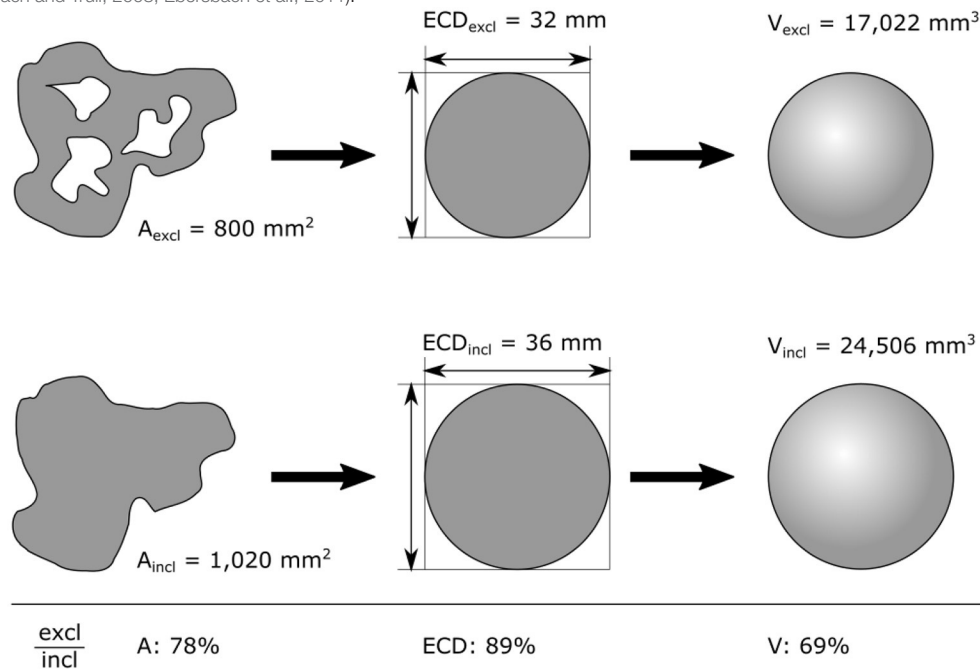 ECD_excl = 32 mm
V_excl = 17,022 mm³
A_excl = 800 mm²
ECD_incl = 36 mm
V_incl = 24,506 mm³
A_incl = 1,020 mm²
excl
incl
A: 78%
ECD: 89%
V: 69%